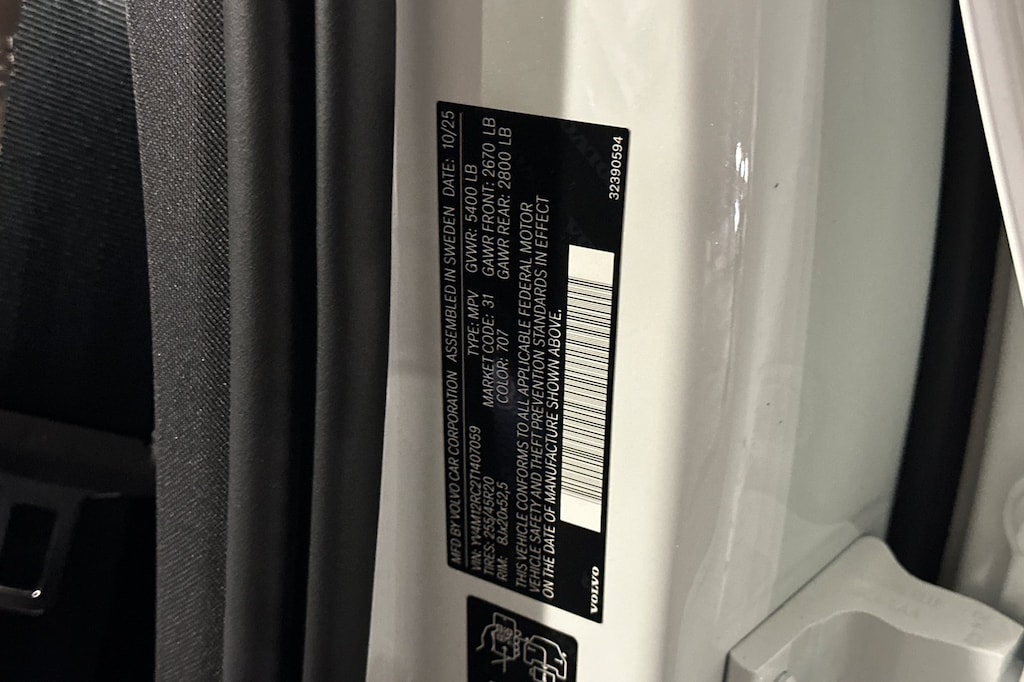 MFD BY VOLVO CAR CORPORATION ASSEMBLED IN SWEDEN DATE: 10/25
VIN: YV4M12RC2T1407059 TYPE: MPV GVWR: 5400 LB
TIRES: 255/45R20 MARKET CODE: 31 GAWR FRONT: 2670 LB
RIM: 8Jx20x52,5 COLOR: 707 GAWR REAR: 2800 LB
THIS VEHICLE CONFORMS TO ALL APPLICABLE FEDERAL MOTOR
VEHICLE SAFETY AND THEFT PREVENTION STANDARDS IN EFFECT
ON THE DATE OF MANUFACTURE SHOWN ABOVE.
VOLVO 32390594